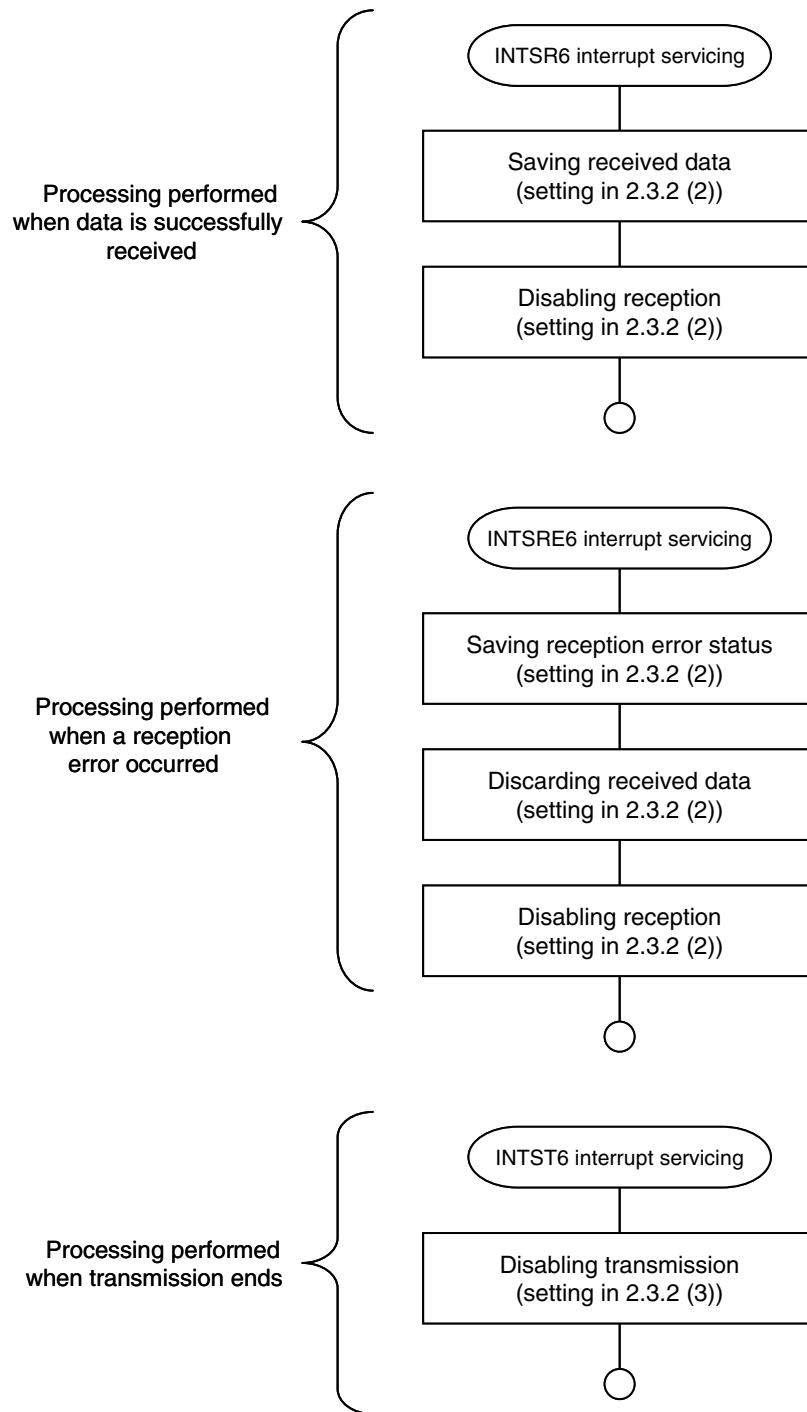 INTSR6 interrupt servicing
Processing performed
when data is successfully
received
Saving received data
(setting in 2.3.2 (2))
Disabling reception
(setting in 2.3.2 (2))
INTSRE6 interrupt servicing
Processing performed
when a reception
error occurred
Saving reception error status
(setting in 2.3.2 (2))
Discarding received data
(setting in 2.3.2 (2))
Disabling reception
(setting in 2.3.2 (2))
INTST6 interrupt servicing
Processing performed
when transmission ends
Disabling transmission
(setting in 2.3.2 (3))